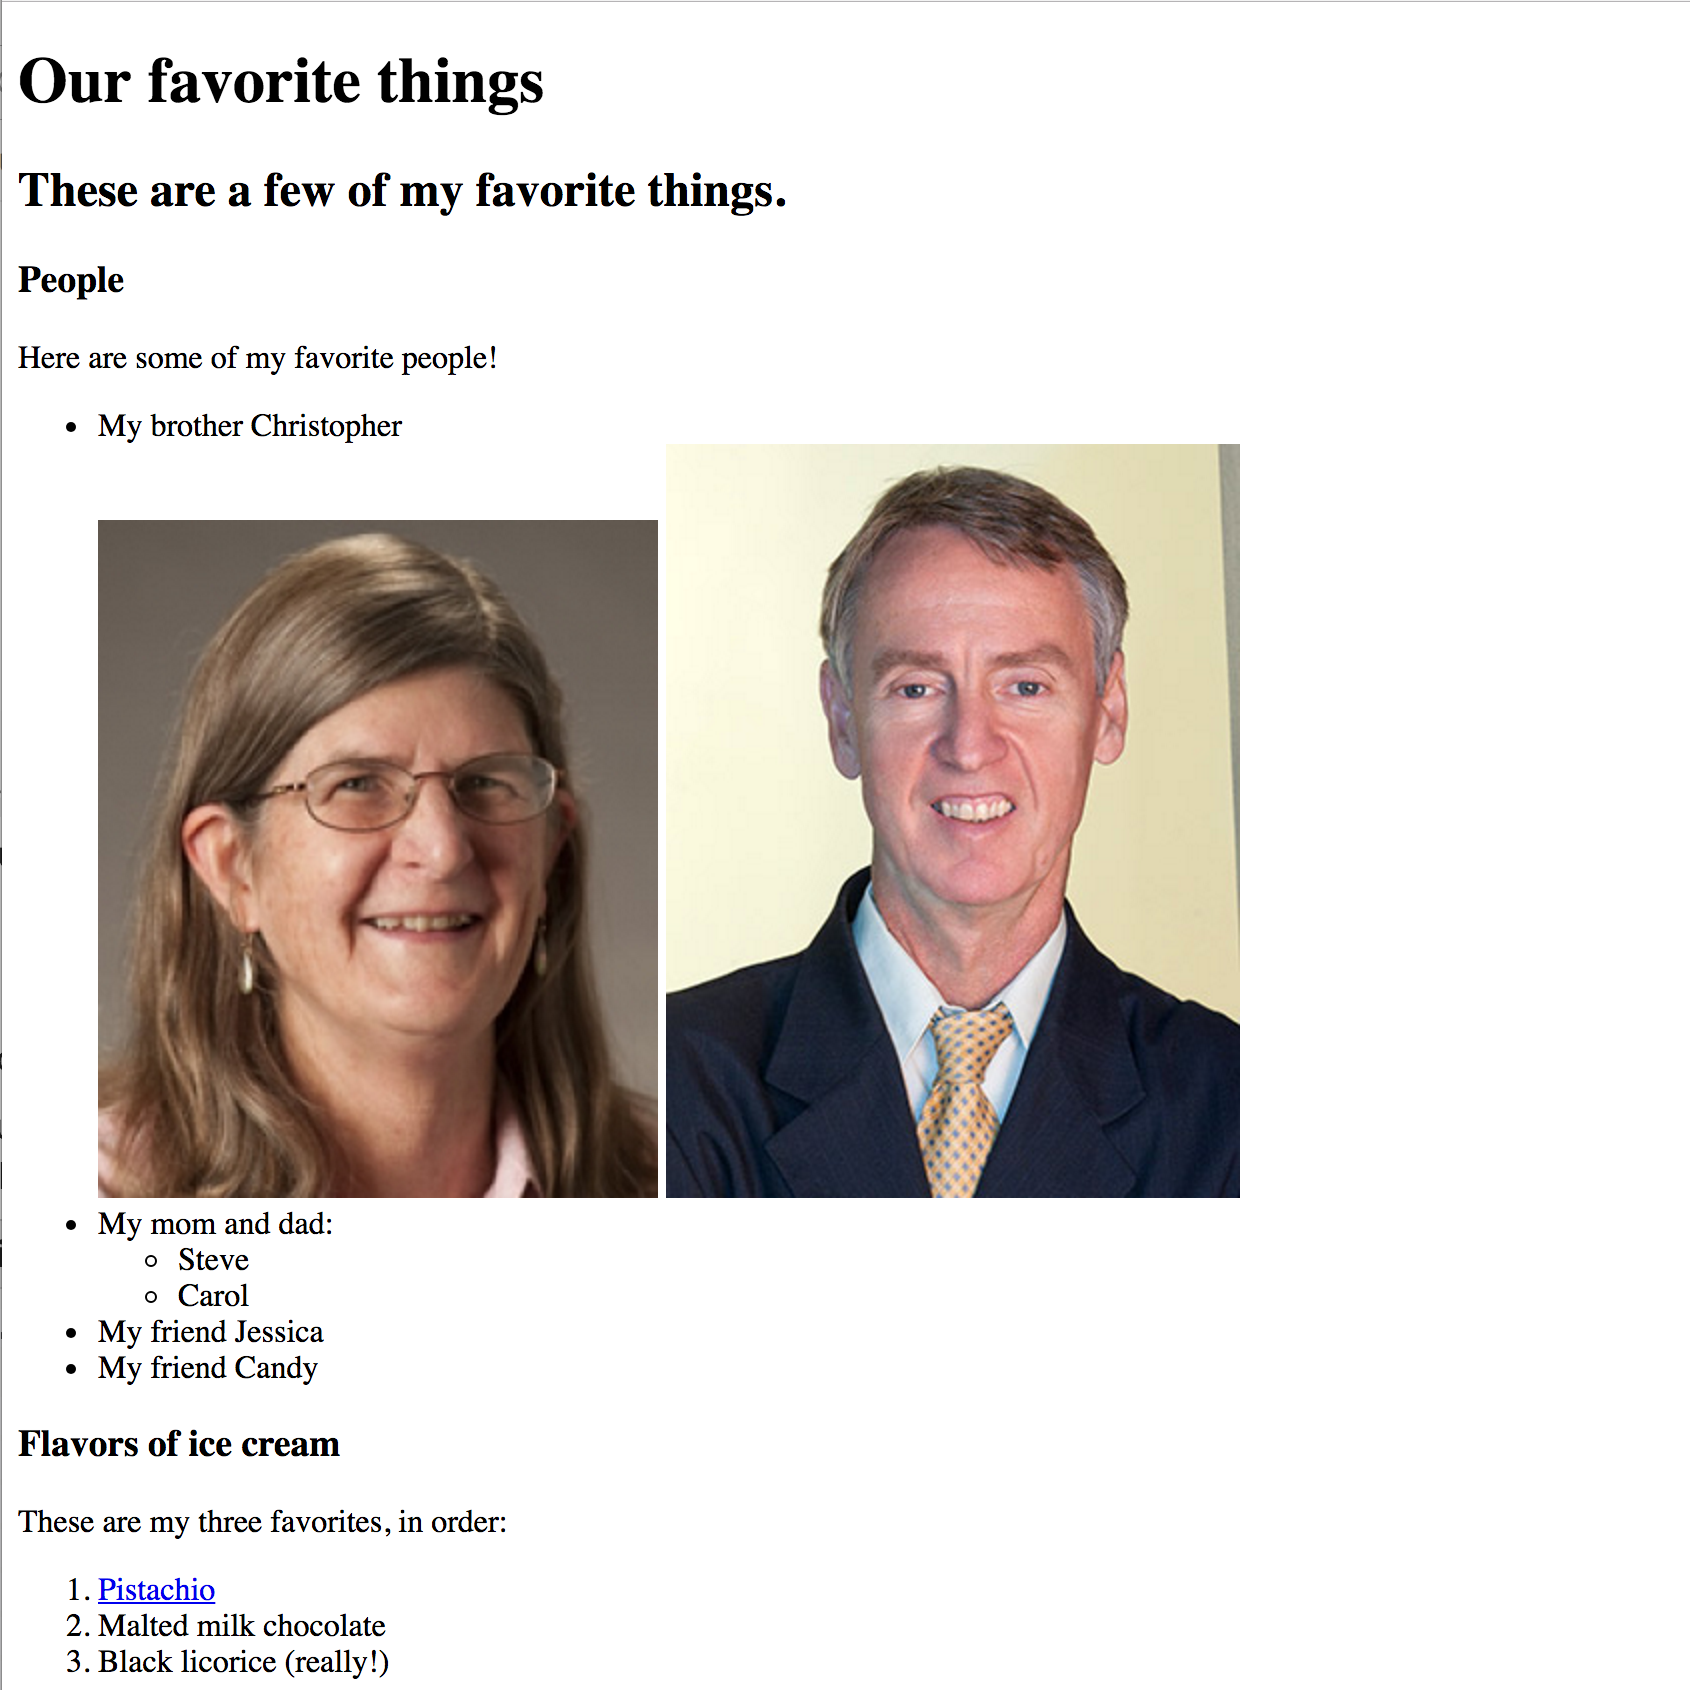 Our favorite things
These are a few of my favorite things.
People
Here are some of my favorite people!
• My brother Christopher
• My mom and dad:
○ Steve
○ Carol
• My friend Jessica
• My friend Candy
Flavors of ice cream
These are my three favorites, in order:
1. Pistachio
2. Malted milk chocolate
3. Black licorice (really!)